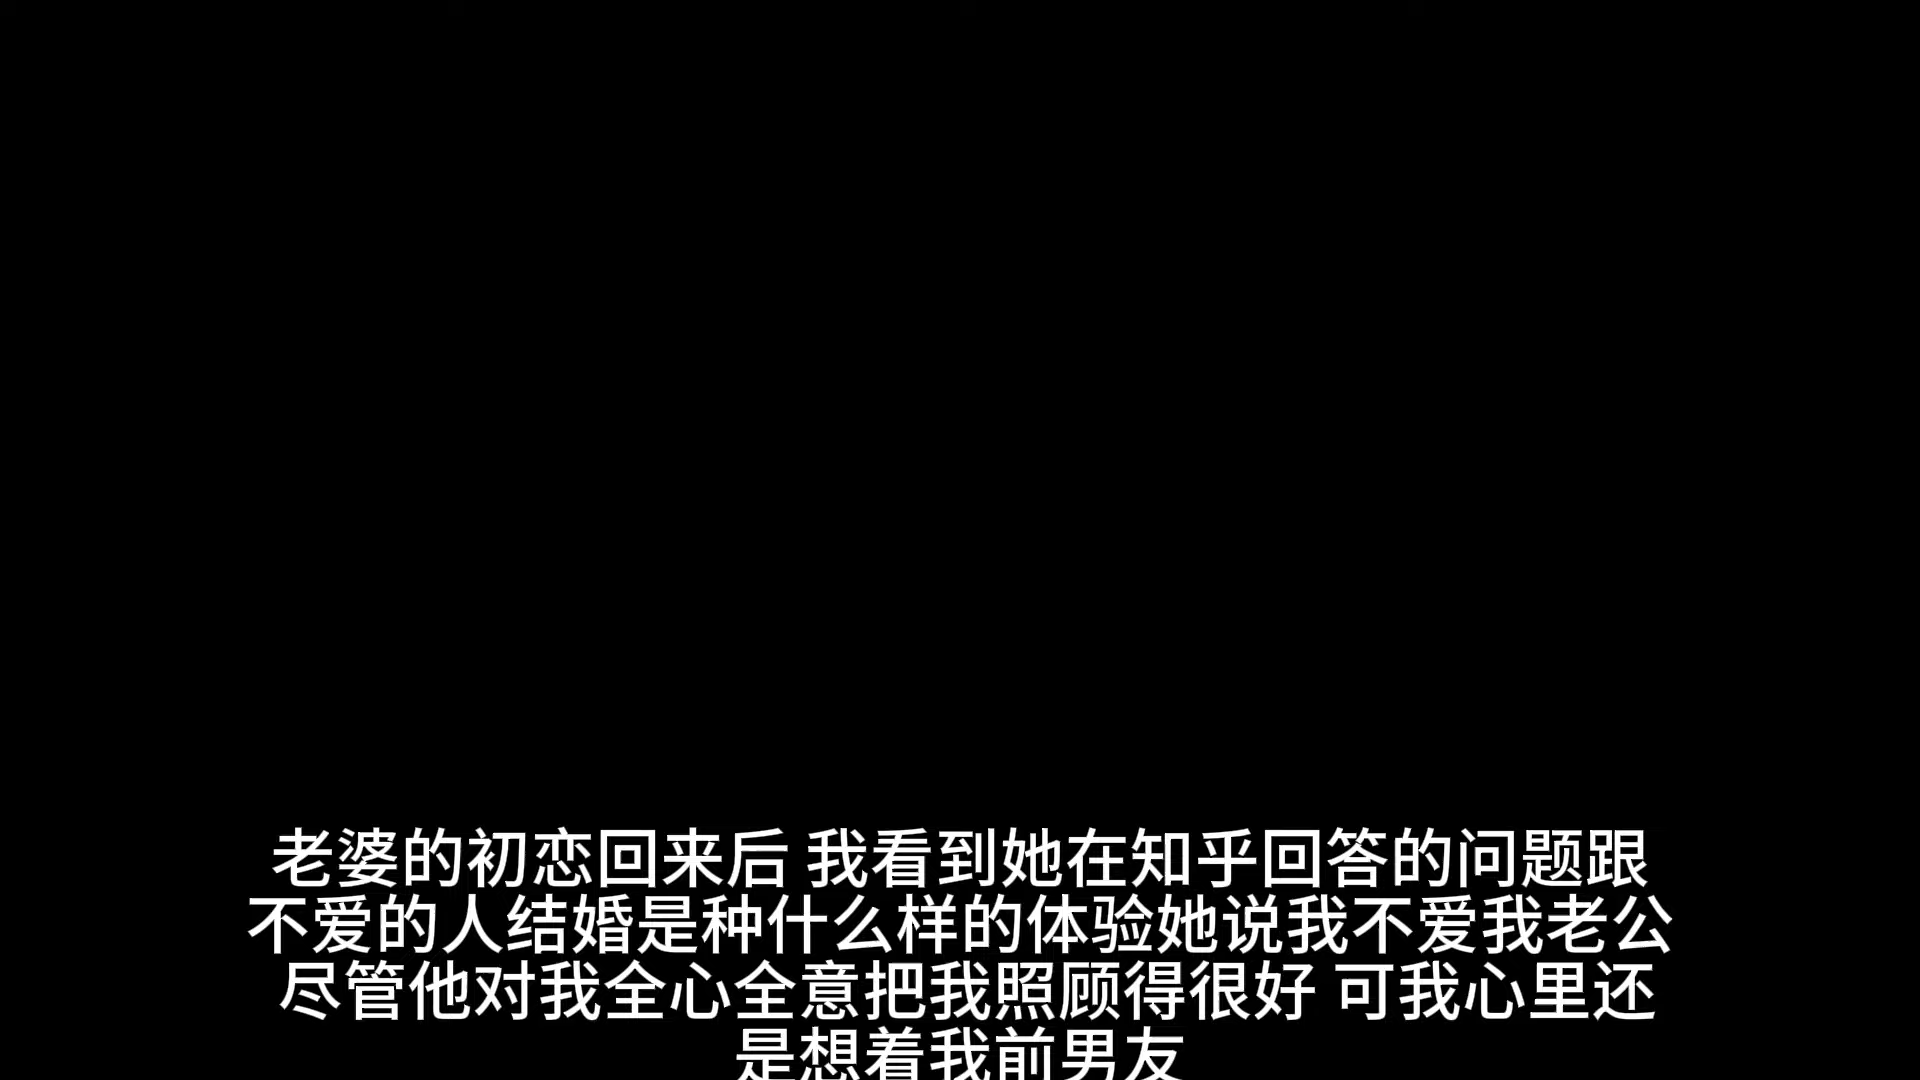 老婆的初恋回来后 我看到她在知乎回答的问题跟
不爱的人结婚是种什么样的体验她说我不爱我老公
尽管他对我全心全意把我照顾得很好 可我心里还
是想着我前男友